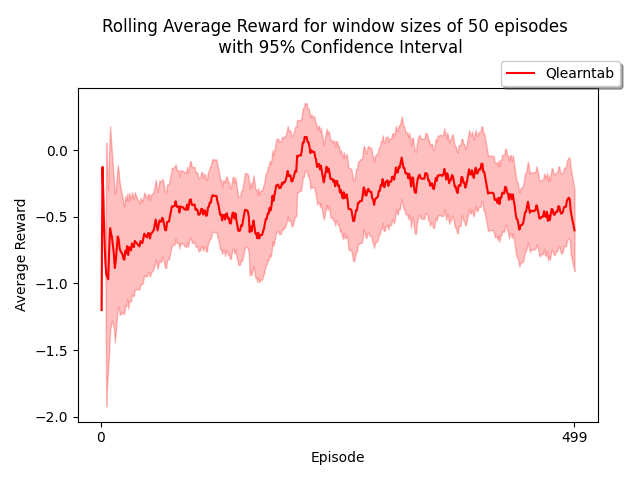 Rolling Average Reward for window sizes of 50 episodes
with 95% Confidence Interval
Qlearntab
0.0
−0.5
−1.0
−1.5
−2.0
Average Reward
0
499
Episode